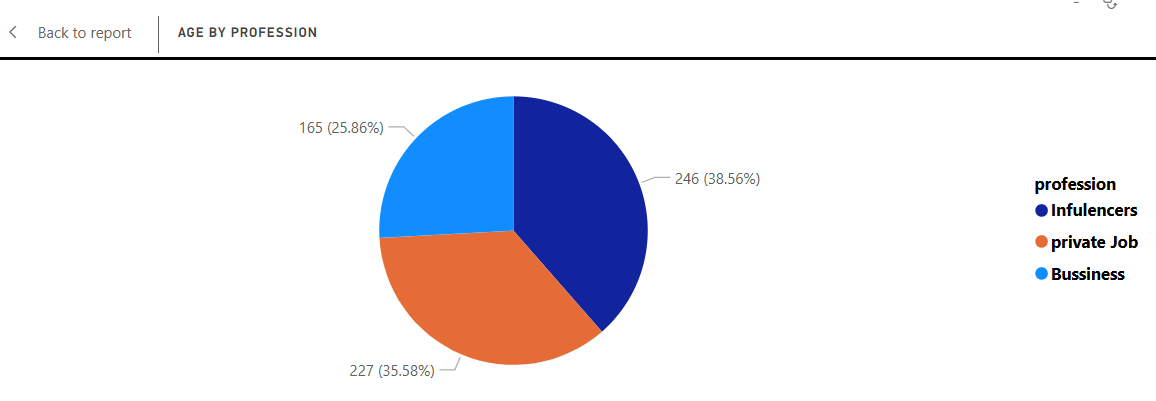 Back to report
AGE BY PROFESSION
165 (25.86%)
246 (38.56%)
227 (35.58%)
profession
Infulencers
private Job
Bussiness